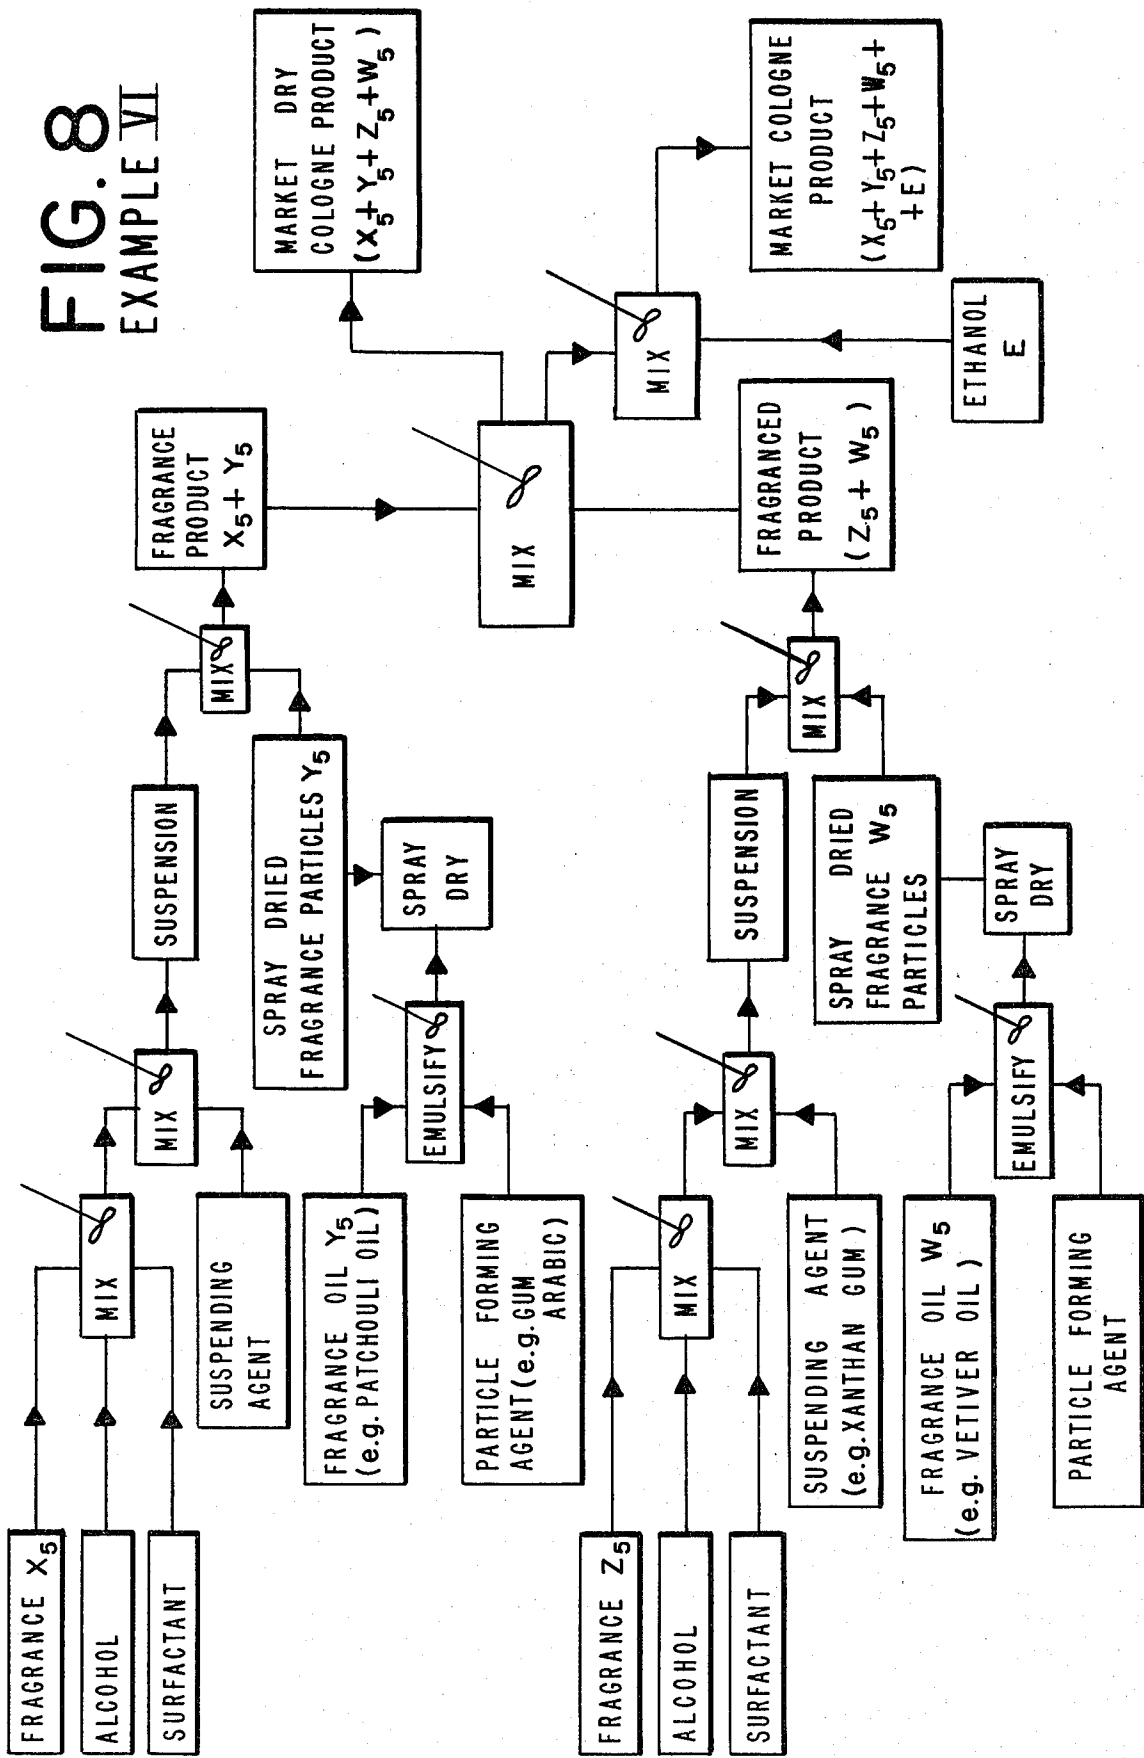 FIG. 8
EXAMPLE VI
FRAGRANCE X5
ALCOHOL
SURFACTANT
MIX
SUSPENDING
AGENT
MIX
SUSPENSION
MIX
FRAGRANCE
PRODUCT
X5+ Y5
FRAGRANCE OIL Y5
(e.g. PATCHOULI OIL)
PARTICLE FORMING
AGENT(e.g.GUM
ARABIC)
EMULSIFY
SPRAY
DRY
SPRAY DRIED
FRAGRANCE PARTICLES Y5
MIX
MARKET DRY
COLOGNE PRODUCT
(X5+Y5+Z5+W5)
MIX
MARKET COLOGNE
PRODUCT
(X5+Y5+Z5+W5+
+E)
ETHANOL
E
FRAGRANCE Z5
ALCOHOL
SURFACTANT
MIX
SUSPENDING AGENT
(e.g.XANTHAN GUM)
MIX
SUSPENSION
MIX
FRAGRANCED
PRODUCT
(Z5+ W5)
FRAGRANCE OIL W5
(e.g. VETIVER OIL)
PARTICLE FORMING
AGENT
EMULSIFY
SPRAY
DRY
SPRAY DRIED
FRAGRANCE W5
PARTICLES